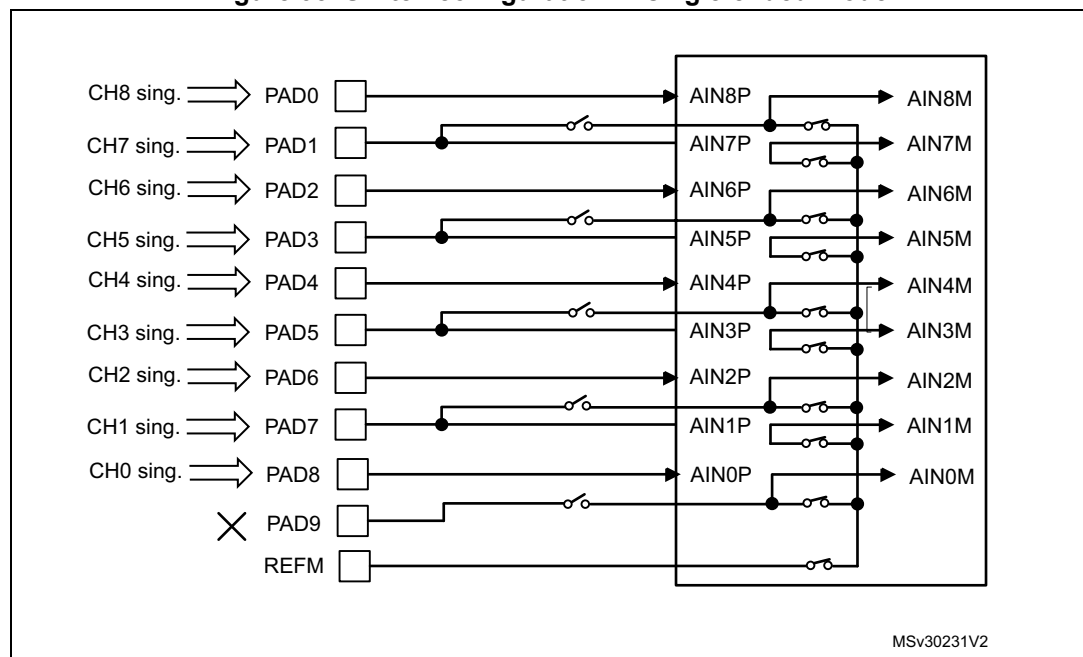 CH8 sing. PAD0 AIN8P AIN8M
CH7 sing. PAD1 AIN7P AIN7M
CH6 sing. PAD2 AIN6P AIN6M
CH5 sing. PAD3 AIN5P AIN5M
CH4 sing. PAD4 AIN4P AIN4M
CH3 sing. PAD5 AIN3P AIN3M
CH2 sing. PAD6 AIN2P AIN2M
CH1 sing. PAD7 AIN1P AIN1M
CH0 sing. PAD8 AIN0P AIN0M
PAD9
REFM
MSv30231V2